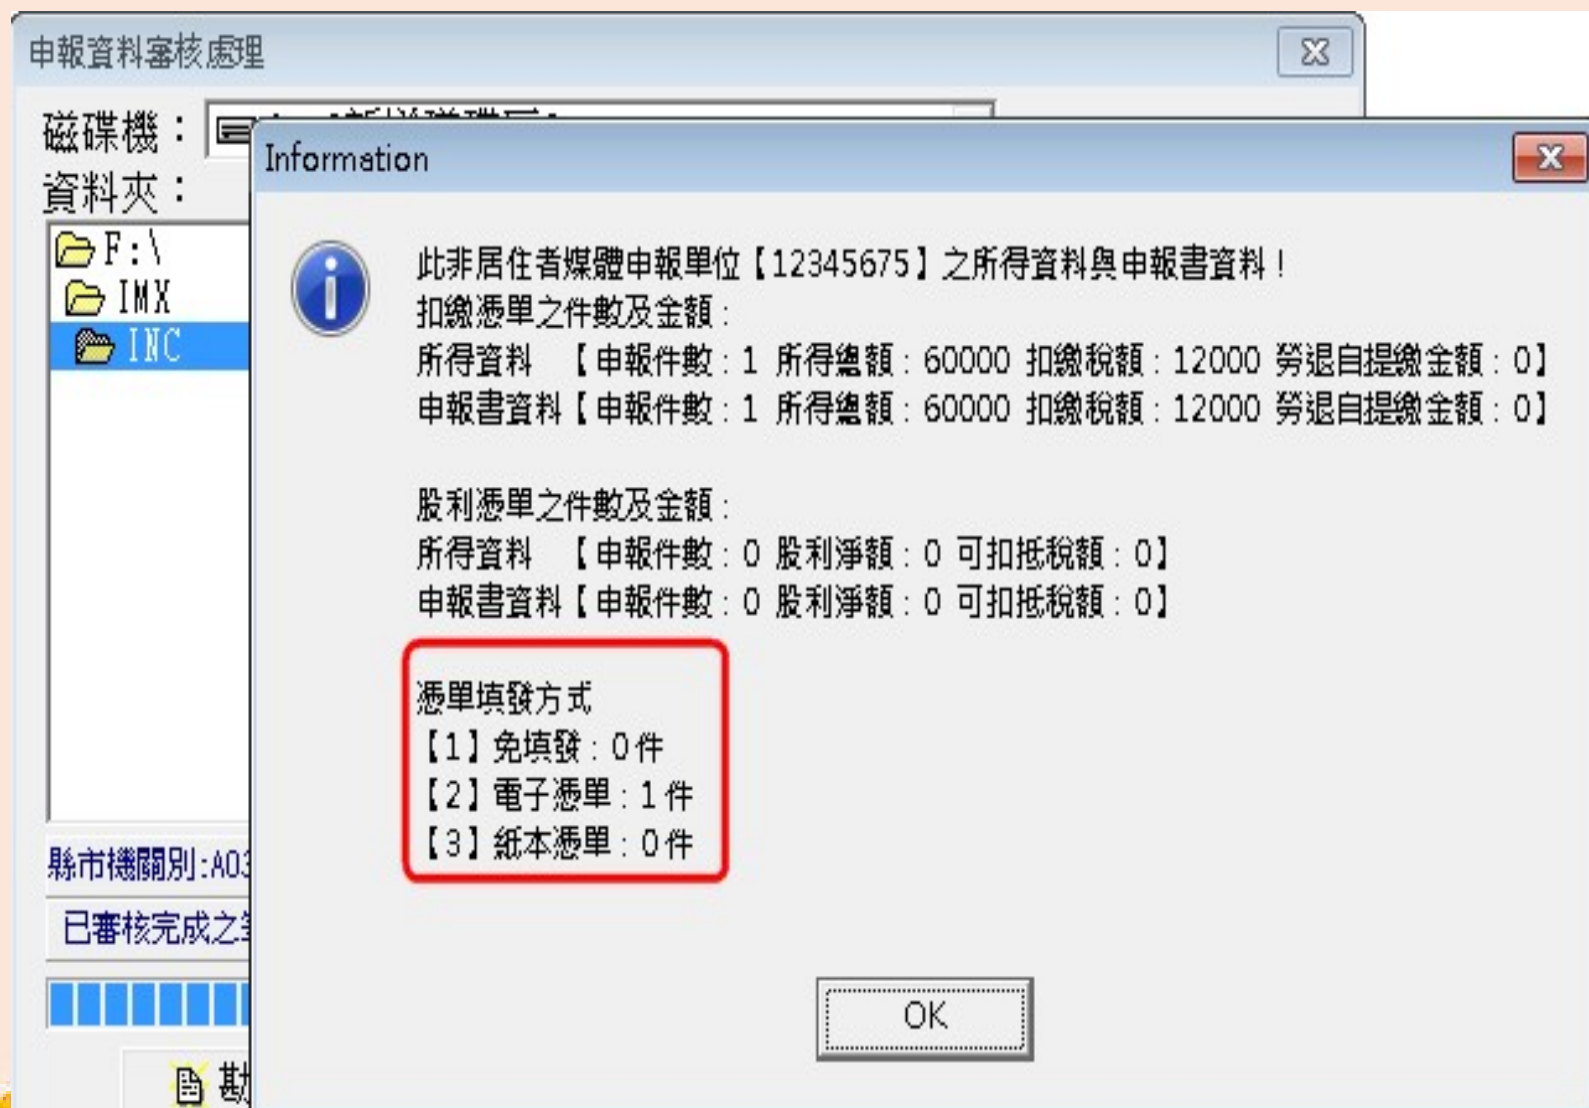 申報資料審核處理
磁碟機：
Information
資料夾：
F:\
IMX
INC
此非居住者媒體申報單位【12345675】之所得資料與申報書資料！
扣繳憑單之件數及金額：
所得資料 【申報件數：1 所得總額：60000 扣繳稅額：12000 勞退自提繳金額：0】
申報書資料【申報件數：1 所得總額：60000 扣繳稅額：12000 勞退自提繳金額：0】
股利憑單之件數及金額：
所得資料 【申報件數：0 股利淨額：0 可扣抵稅額：0】
申報書資料【申報件數：0 股利淨額：0 可扣抵稅額：0】
憑單填發方式
【1】免填發：0件
【2】電子憑單：1件
【3】紙本憑單：0件
縣市機關別:A03
已審核完成之
OK
勘